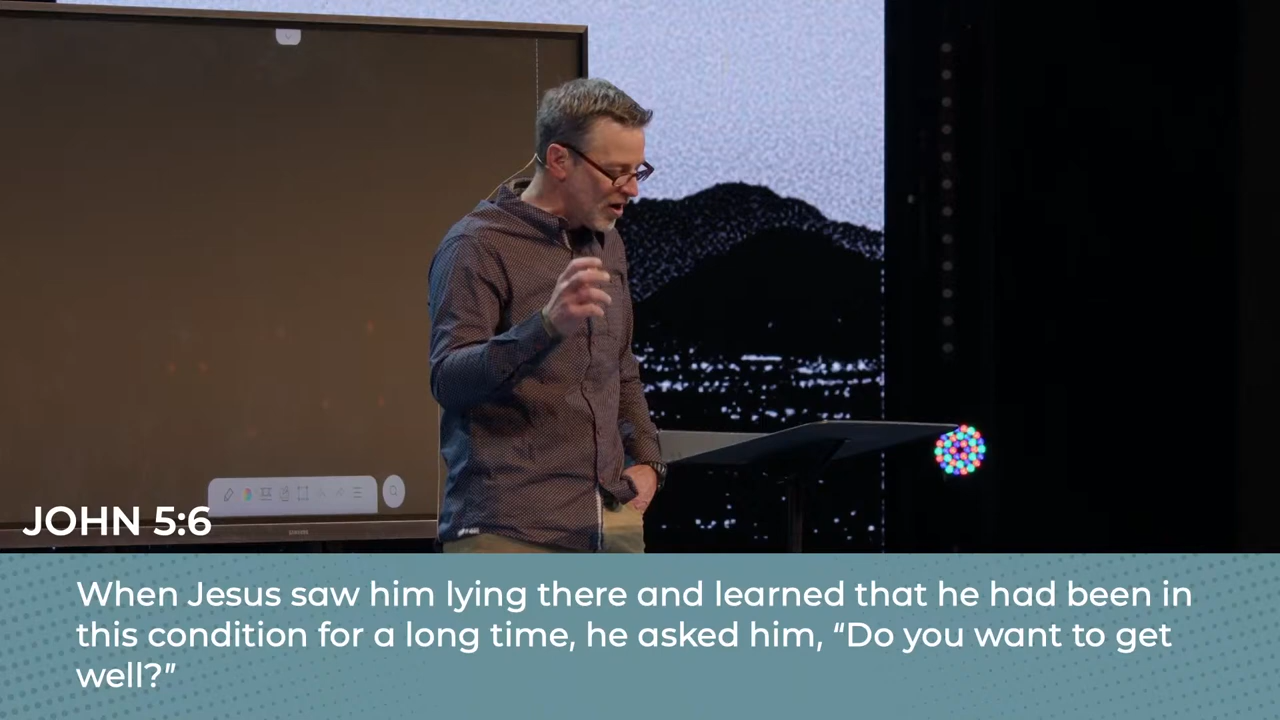 SAMSUNG
JOHN 5:6
When Jesus saw him lying there and learned that he had been in
this condition for a long time, he asked him, “Do you want to get
well?”